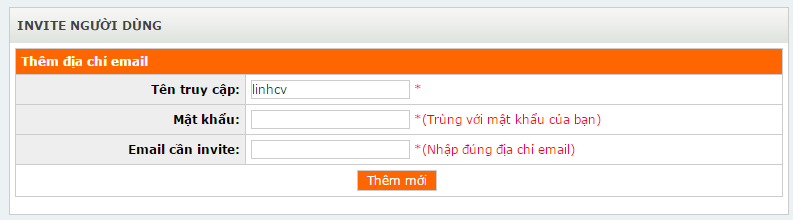 INVITE NGƯỜI DÙNG
Thêm địa chỉ email
Tên truy cập: linhcv *
Mật khẩu: *(Trùng với mật khẩu của bạn)
Email cần invite: *(Nhập đúng địa chỉ email)
Thêm mới